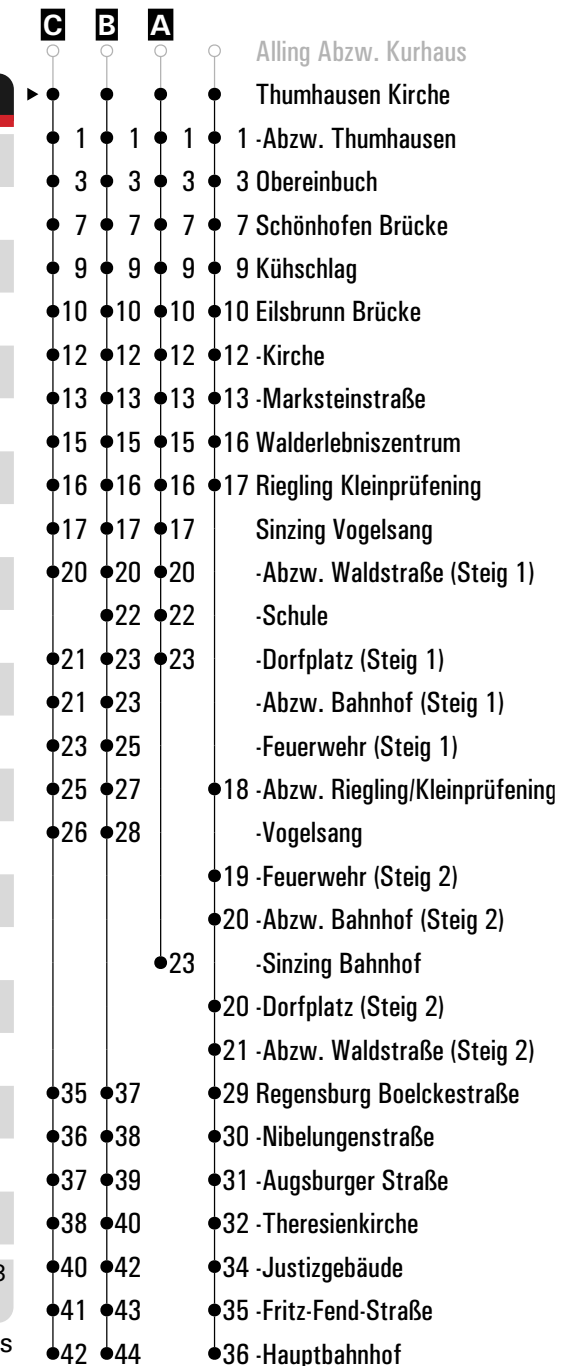 C B A
Alling Abzw. Kurhaus
Thumhausen Kirche
1 1 1 1 -Abzw. Thumhausen
3 3 3 3 Obereinbuch
7 7 7 7 Schönhofen Brücke
9 9 9 9 Kühschlag
10 10 10 10 Eilsbrunn Brücke
12 12 12 12 -Kirche
13 13 13 13 -Marksteinstraße
15 15 15 16 Walderlebniszentrum
16 16 16 17 Riegling Kleinprüfening
17 17 17 Sinzing Vogelsang
20 20 20 -Abzw. Waldstraße (Steig 1)
22 22 -Schule
21 23 23 -Dorfplatz (Steig 1)
21 23 -Abzw. Bahnhof (Steig 1)
23 25 -Feuerwehr (Steig 1)
25 27 18 -Abzw. Riegling/Kleinprüfening
26 28 -Vogelsang
19 -Feuerwehr (Steig 2)
20 -Abzw. Bahnhof (Steig 2)
23 -Sinzing Bahnhof
20 -Dorfplatz (Steig 2)
21 -Abzw. Waldstraße (Steig 2)
35 37 29 Regensburg Boelckestraße
36 38 30 -Nibelungenstraße
37 39 31 -Augsburger Straße
38 40 32 -Theresienkirche
40 42 34 -Justizgebäude
41 43 35 -Fritz-Fend-Straße
s 42 44 36 -Hauptbahnhof